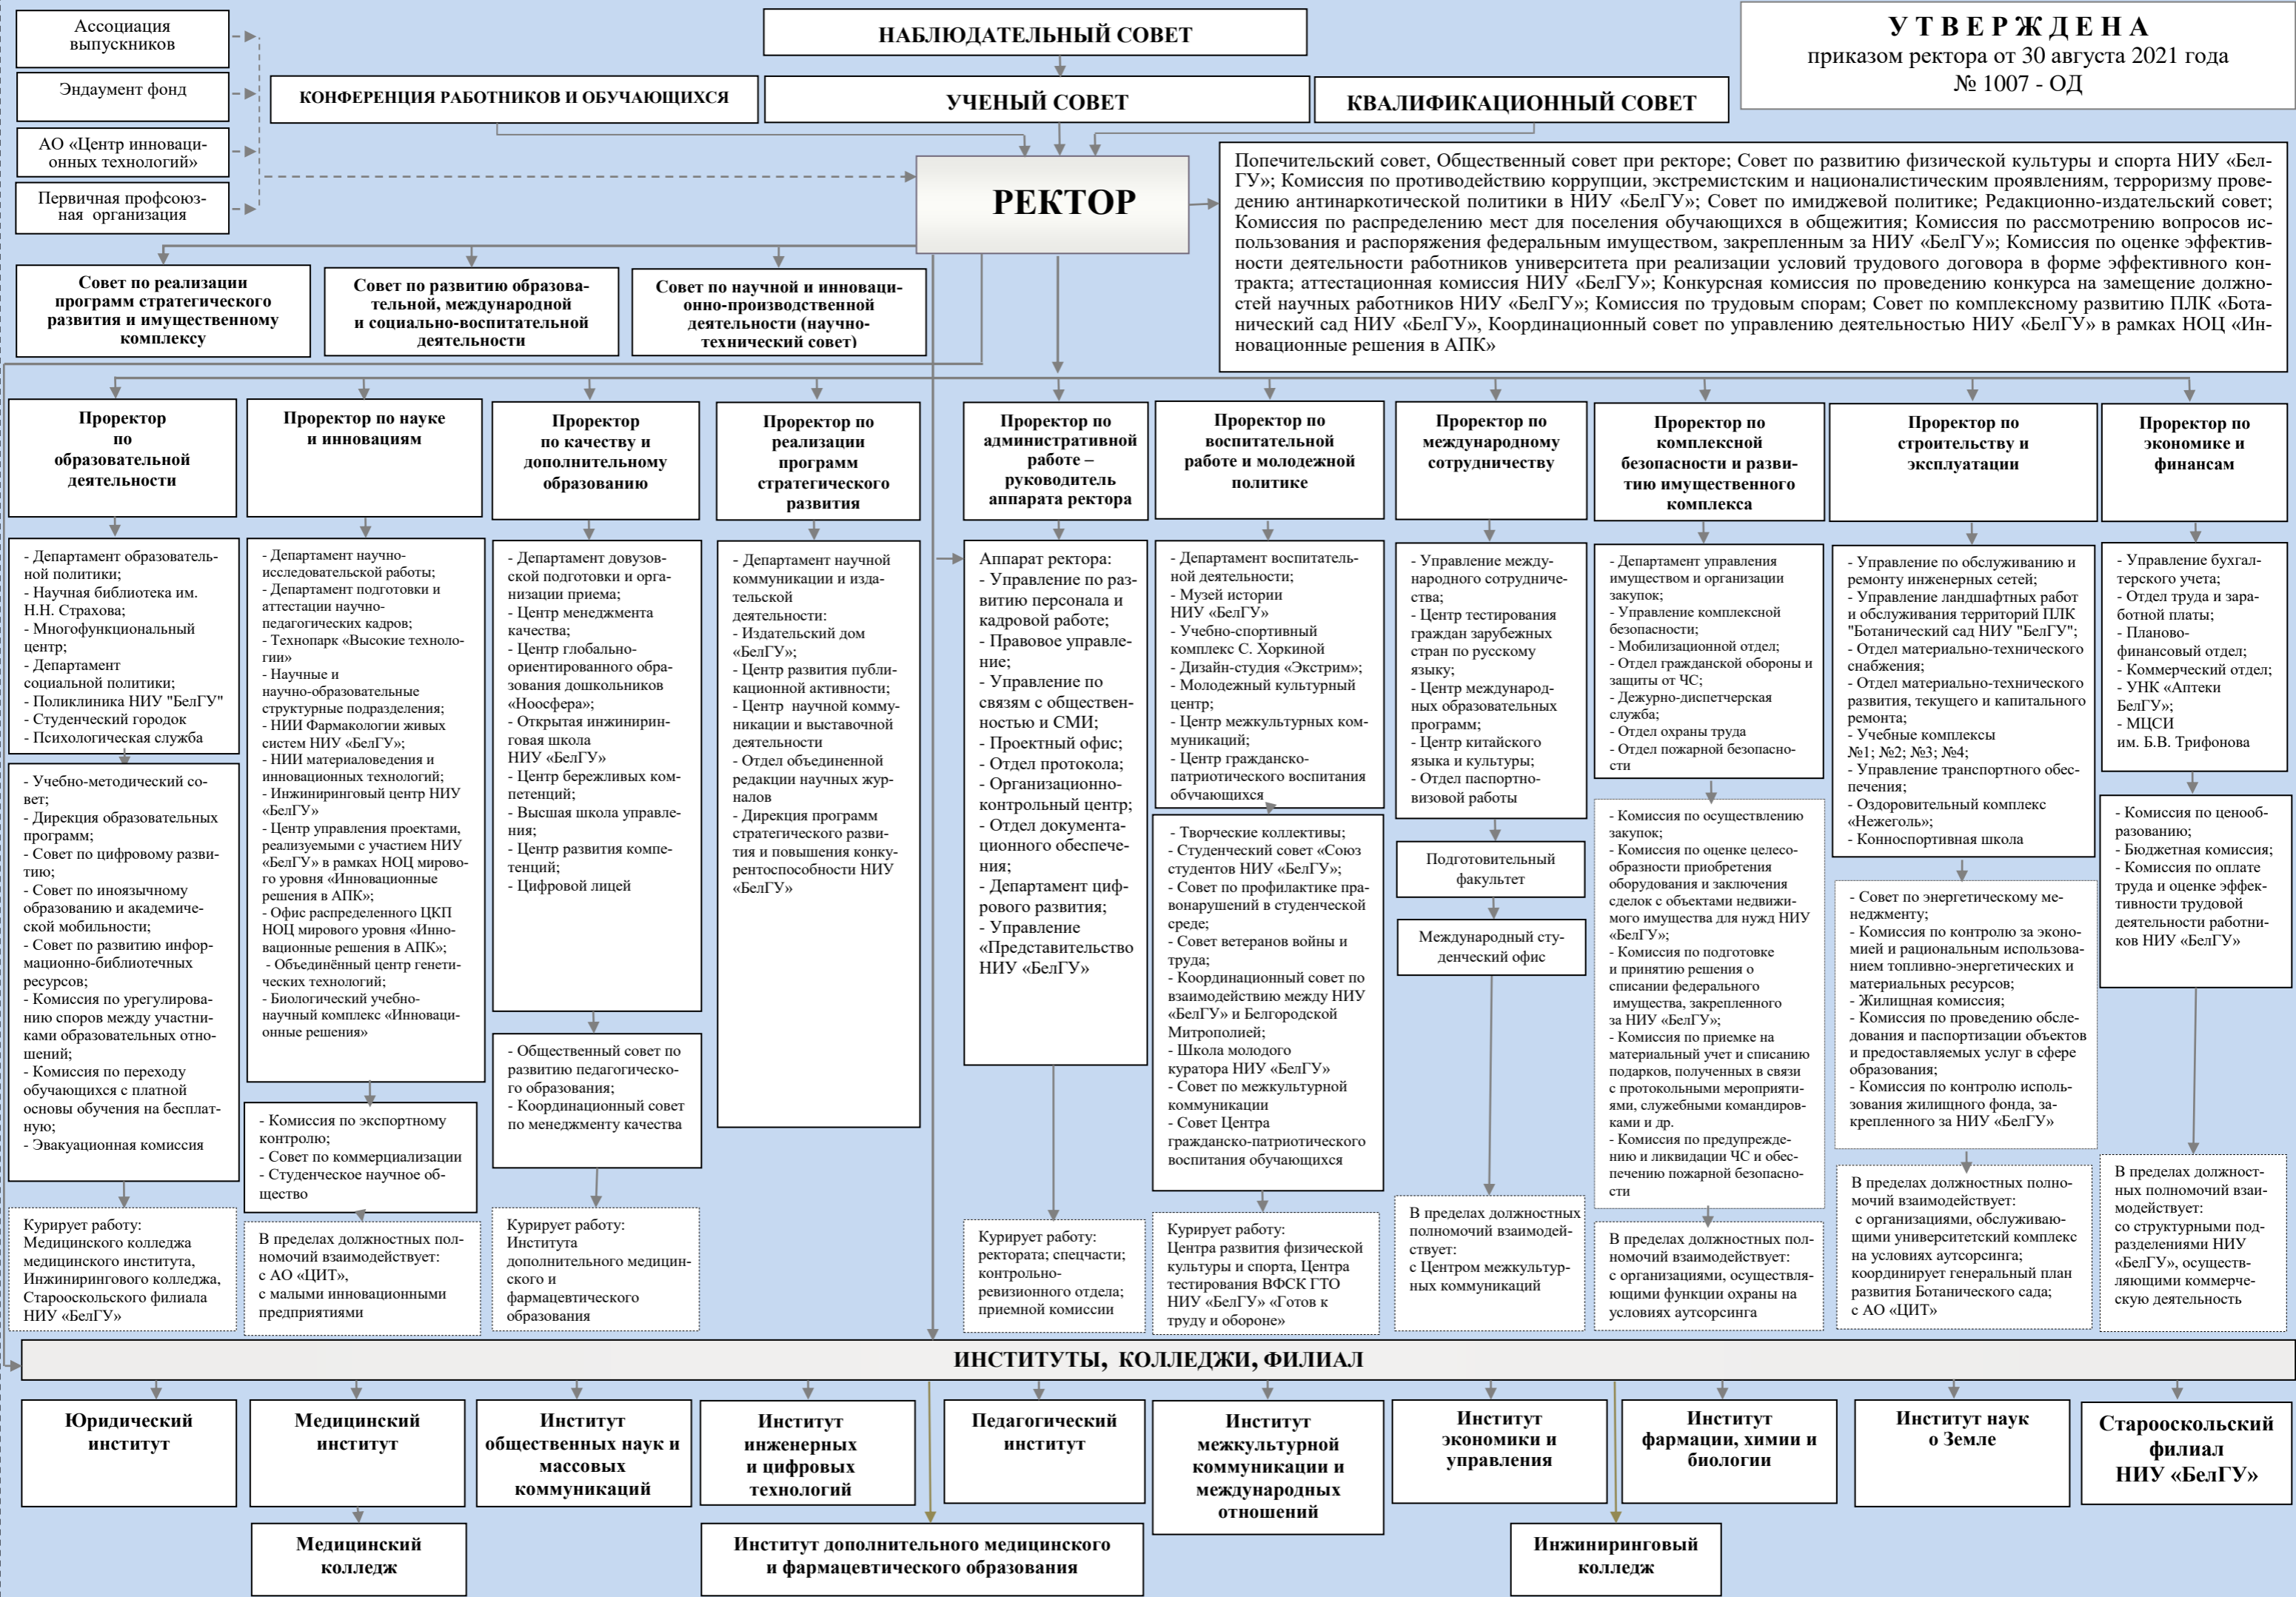 Ассоциация
выпускников
Эндаумент фонд
АО «Центр инноваци-
онных технологий»
Первичная профсоюз-
ная организация
НАБЛЮДАТЕЛЬНЫЙ СОВЕТ
КОНФЕРЕНЦИЯ РАБОТНИКОВ И ОБУЧАЮЩИХСЯ
УЧЕНЫЙ СОВЕТ
КВАЛИФИКАЦИОННЫЙ СОВЕТ
У Т В Е Р Ж Д Е Н А
приказом ректора от 30 августа 2021 года
№ 1007 - ОД
РЕКТОР
Попечительский совет, Общественный совет при ректоре; Совет по развитию физической культуры и спорта НИУ «Бел-
ГУ»; Комиссия по противодействию коррупции, экстремистским и националистическим проявлениям, терроризму прове-
дению антинаркотической политики в НИУ «БелГУ»; Совет по имиджевой политике; Редакционно-издательский совет;
Комиссия по распределению мест для поселения обучающихся в общежития; Комиссия по рассмотрению вопросов ис-
пользования и распоряжения федеральным имуществом, закрепленным за НИУ «БелГУ»; Комиссия по оценке эффектив-
ности деятельности работников университета при реализации условий трудового договора в форме эффективного кон-
тракта; аттестационная комиссия НИУ «БелГУ»; Конкурсная комиссия по проведению конкурса на замещение должно-
стей научных работников НИУ «БелГУ»; Комиссия по трудовым спорам; Совет по комплексному развитию ПЛК «Бота-
нический сад НИУ «БелГУ», Координационный совет по управлению деятельностью НИУ «БелГУ» в рамках НОЦ «Ин-
новационные решения в АПК»
Совет по реализации
программ стратегического
развития и имущественному
комплексу
Совет по развитию образова-
тельной, международной
и социально-воспитательной
деятельности
Совет по научной и инноваци-
онно-производственной
деятельности (научно-
технический совет)
Проректор
по
образовательной
деятельности
Проректор по науке
и инновациям
Проректор
по качеству и
дополнительному
образованию
Проректор по
реализации
программ
стратегического
развития
Проректор по
административной
работе –
руководитель
аппарата ректора
Проректор по
воспитательной
работе и молодежной
политике
Проректор по
международному
сотрудничеству
Проректор по
комплексной
безопасности и разви-
тию имущественного
комплекса
Проректор по
строительству и
эксплуатации
Проректор по
экономике и
финансам
- Департамент образователь-
ной политики;
- Научная библиотека им.
Н.Н. Страхова;
- Многофункциональный
центр;
- Департамент
социальной политики;
- Поликлиника НИУ "БелГУ"
- Студенческий городок
- Психологическая служба
- Учебно-методический со-
вет;
- Дирекция образовательных
программ;
- Совет по цифровому разви-
тию;
- Совет по иноязычному
образованию и академиче-
ской мобильности;
- Совет по развитию инфор-
мационно-библиотечных
ресурсов;
- Комиссия по урегулирова-
нию споров между участни-
ками образовательных отно-
шений;
- Комиссия по переходу
обучающихся с платной
основы обучения на бесплат-
ную;
- Эвакуационная комиссия
Курирует работу:
Медицинского колледжа
медицинского института,
Инжинирингового колледжа,
Старооскольского филиала
НИУ «БелГУ»
- Департамент научно-
исследовательской работы;
- Департамент подготовки и
аттестации научно-
педагогических кадров;
- Технопарк «Высокие техноло-
гии»
- Научные и
научно-образовательные
структурные подразделения;
- НИИ Фармакологии живых
систем НИУ «БелГУ»;
- НИИ материаловедения и
инновационных технологий;
- Инжиниринговый центр НИУ
«БелГУ»
- Центр управления проектами,
реализуемыми с участием НИУ
«БелГУ» в рамках НОЦ мирово-
го уровня «Инновационные
решения в АПК»;
- Офис распределенного ЦКП
НОЦ мирового уровня «Инно-
вационные решения в АПК»;
- Объединённый центр генети-
ческих технологий;
- Биологический учебно-
научный комплекс «Инноваци-
онные решения»
- Комиссия по экспортному
контролю;
- Совет по коммерциализации
- Студенческое научное об-
щество
В пределах должностных пол-
номочий взаимодействует:
с АО «ЦИТ»,
с малыми инновационными
предприятиями
- Департамент довузов-
ской подготовки и орга-
низации приема;
- Центр менеджмента
качества;
- Центр глобально-
ориентированного обра-
зования дошкольников
«Ноосфера»;
- Открытая инжинирин-
говая школа
НИУ «БелГУ»
- Центр бережливых ком-
петенций;
- Высшая школа управле-
ния;
- Центр развития компе-
тенций;
- Цифровой лицей
- Общественный совет по
развитию педагогическо-
го образования;
- Координационный совет
по менеджменту качества
Курирует работу:
Института
дополнительного медицин-
ского и
фармацевтического
образования
- Департамент научной
коммуникации и изда-
тельской
деятельности:
- Издательский дом
«БелГУ»;
- Центр развития публи-
кационной активности;
- Центр научной комму-
никации и выставочной
деятельности
- Отдел объединенной
редакции научных жур-
налов
- Дирекция программ
стратегического разви-
тия и повышения конку-
рентоспособности НИУ
«БелГУ»
Аппарат ректора:
- Управление по раз-
витию персонала и
кадровой работе;
- Правовое управле-
ние;
- Управление по
связям с обществен-
ностью и СМИ;
- Проектный офис;
- Отдел протокола;
- Организационно-
контрольный центр;
- Отдел документа-
ционного обеспече-
ния;
- Департамент циф-
рового развития;
- Управление
«Представительство
НИУ «БелГУ»
Курирует работу:
ректората; спецчасти;
контрольно-
ревизионного отдела;
приемной комиссии
- Департамент воспитатель-
ной деятельности;
- Музей истории
НИУ «БелГУ»
- Учебно-спортивный
комплекс С. Хоркиной
- Дизайн-студия «Экстрим»;
- Молодежный культурный
центр;
- Центр межкультурных ком-
муникаций;
- Центр гражданско-
патриотического воспитания
обучающихся
- Творческие коллективы;
- Студенческий совет «Союз
студентов НИУ «БелГУ»;
- Совет по профилактике пра-
вонарушений в студенческой
среде;
- Совет ветеранов войны и
труда;
- Координационный совет по
взаимодействию между НИУ
«БелГУ» и Белгородской
Митрополией;
- Школа молодого
куратора НИУ «БелГУ»
- Совет по межкультурной
коммуникации
- Совет Центра
гражданско-патриотического
воспитания обучающихся
Курирует работу:
Центра развития физической
культуры и спорта, Центра
тестирования ВФСК ГТО
НИУ «БелГУ» «Готов к
труду и обороне»
- Управление между-
народного сотрудниче-
ства;
- Центр тестирования
граждан зарубежных
стран по русскому
языку;
- Центр международ-
ных образовательных
программ;
- Центр китайского
языка и культуры;
- Отдел паспортно-
визовой работы
Подготовительный
факультет
Международный сту-
денческий офис
В пределах должностных
полномочий взаимодей-
ствует:
с Центром межкультур-
ных коммуникаций
- Департамент управления
имуществом и организации
закупок;
- Управление комплексной
безопасности;
- Мобилизационной отдел;
- Отдел гражданской обороны и
защиты от ЧС;
- Дежурно-диспетчерская
служба;
- Отдел охраны труда
- Отдел пожарной безопасно-
сти
- Комиссия по осуществлению
закупок;
- Комиссия по оценке целесо-
образности приобретения
оборудования и заключения
сделок с объектами недвижи-
мого имущества для нужд НИУ
«БелГУ»;
- Комиссия по подготовке
и принятию решения о
списании федерального
имущества, закрепленного
за НИУ «БелГУ»;
- Комиссия по приемке на
материальный учет и списанию
подарков, полученных в связи
с протокольными мероприяти-
ями, служебными командиров-
ками и др.
- Комиссия по предупрежде-
нию и ликвидации ЧС и обес-
печению пожарной безопасно-
сти
В пределах должностных пол-
номочий взаимодействует:
с организациями, осуществля-
ющими функции охраны на
условиях аутсорсинга
- Управление по обслуживанию и
ремонту инженерных сетей;
- Управление ландшафтных работ
и обслуживания территорий ПЛК
"Ботанический сад НИУ "БелГУ";
- Отдел материально-технического
снабжения;
- Отдел материально-технического
развития, текущего и капитального
ремонта;
- Учебные комплексы
№1; №2; №3; №4;
- Управление транспортного обес-
печения;
- Оздоровительный комплекс
«Нежеголь»;
- Конноспортивная школа
- Совет по энергетическому ме-
неджменту;
- Комиссия по контролю за эконо-
мией и рациональным использова-
нием топливно-энергетических и
материальных ресурсов;
- Жилищная комиссия;
- Комиссия по проведению обсле-
дования и паспортизации объектов
и предоставляемых услуг в сфере
образования;
- Комиссия по контролю исполь-
зования жилищного фонда, за-
крепленного за НИУ «БелГУ»
В пределах должностных полно-
мочий взаимодействует:
с организациями, обслуживаю-
щими университетский комплекс
на условиях аутсорсинга;
координирует генеральный план
развития Ботанического сада;
с АО «ЦИТ»
- Управление бухгал-
терского учета;
- Отдел труда и зара-
ботной платы;
- Планово-
финансовый отдел;
- Коммерческий отдел;
- УНК «Аптеки
БелГУ»;
- МЦСИ
им. Б.В. Трифонова
- Комиссия по ценооб-
разованию;
- Бюджетная комиссия;
- Комиссия по оплате
труда и оценке эффек-
тивности трудовой
деятельности работни-
ков НИУ «БелГУ»
В пределах должност-
ных полномочий взаи-
модействует:
со структурными под-
разделениями НИУ
«БелГУ», осуществ-
ляющими коммерче-
скую деятельность
ИНСТИТУТЫ, КОЛЛЕДЖИ, ФИЛИАЛ
Юридический
институт
Медицинский
институт
Институт
общественных наук и
массовых
коммуникаций
Институт
инженерных
и цифровых
технологий
Педагогический
институт
Институт
межкультурной
коммуникации и
международных
отношений
Институт
экономики и
управления
Институт
фармации, химии и
биологии
Институт наук
о Земле
Старооскольский
филиал
НИУ «БелГУ»
Медицинский
колледж
Институт дополнительного медицинского
и фармацевтического образования
Инжиниринговый
колледж